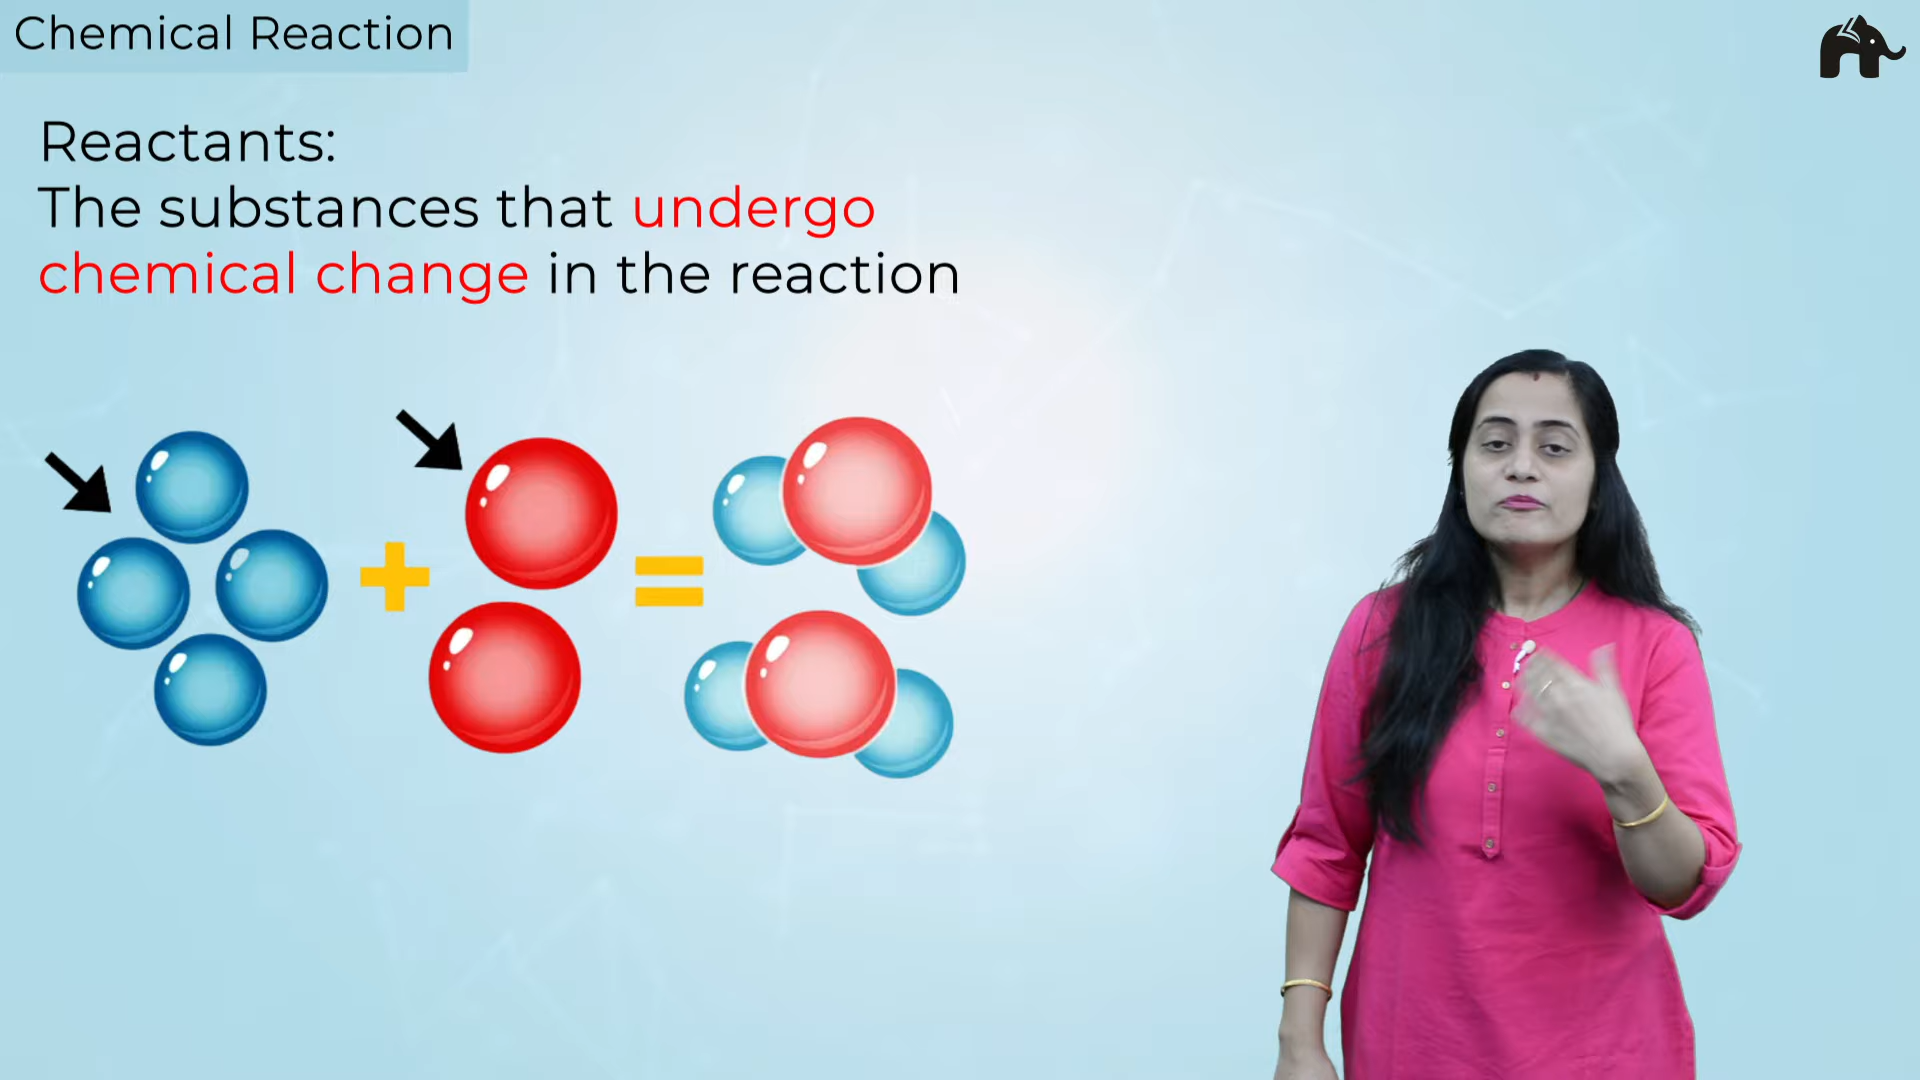 Chemical Reaction
Reactants:
The substances that undergo
chemical change in the reaction